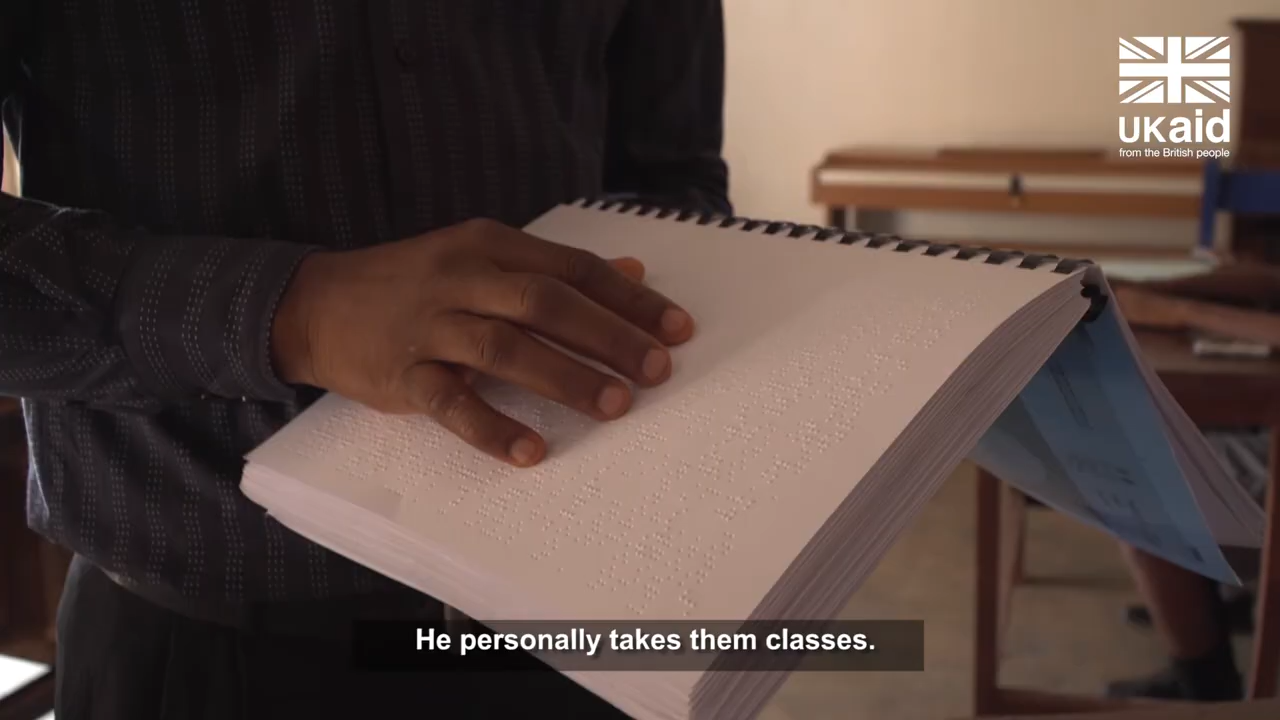 UKaid
from the British people
He personally takes them classes.